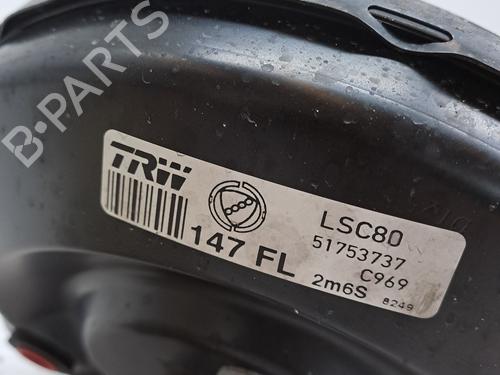 B-PARTS
TRW
LSC80
51753737
147 FL
C969
2m6S
8249